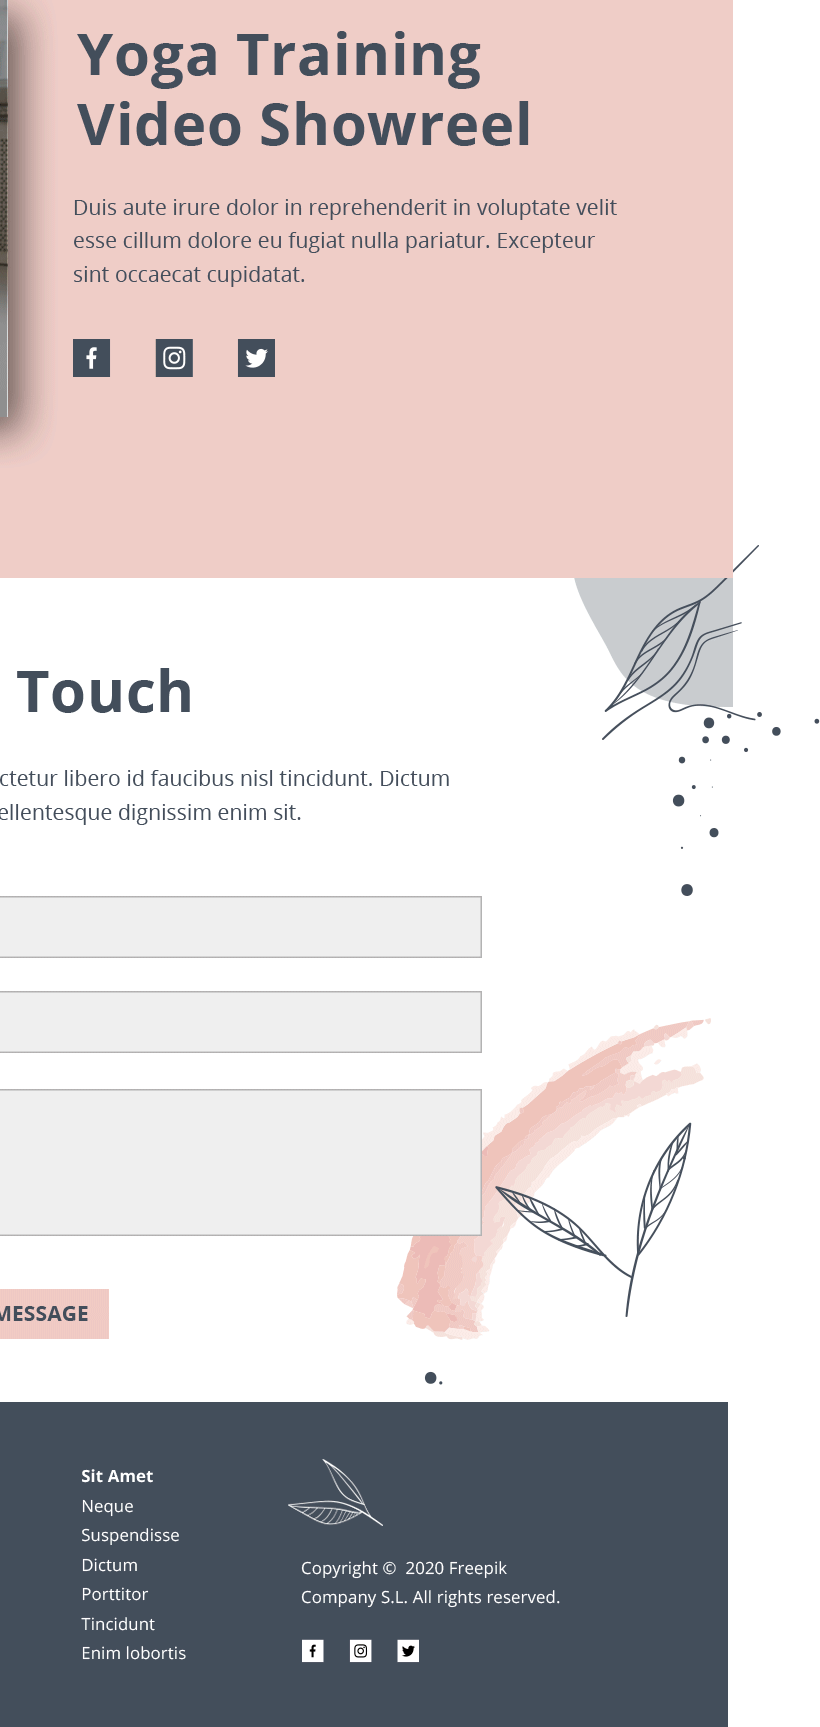 Yoga Training
Video Showreel
Duis aute irure dolor in reprehenderit in voluptate velit
esse cillum dolore eu fugiat nulla pariatur. Excepteur
sint occaecat cupidatat.
Touch
ctetur libero id faucibus nisl tincidunt. Dictum
ellentesque dignissim enim sit.
MESSAGE
Sit Amet
Neque
Suspendisse
Dictum
Porttitor
Tincidunt
Enim lobortis
Copyright © 2020 Freepik
Company S.L. All rights reserved.